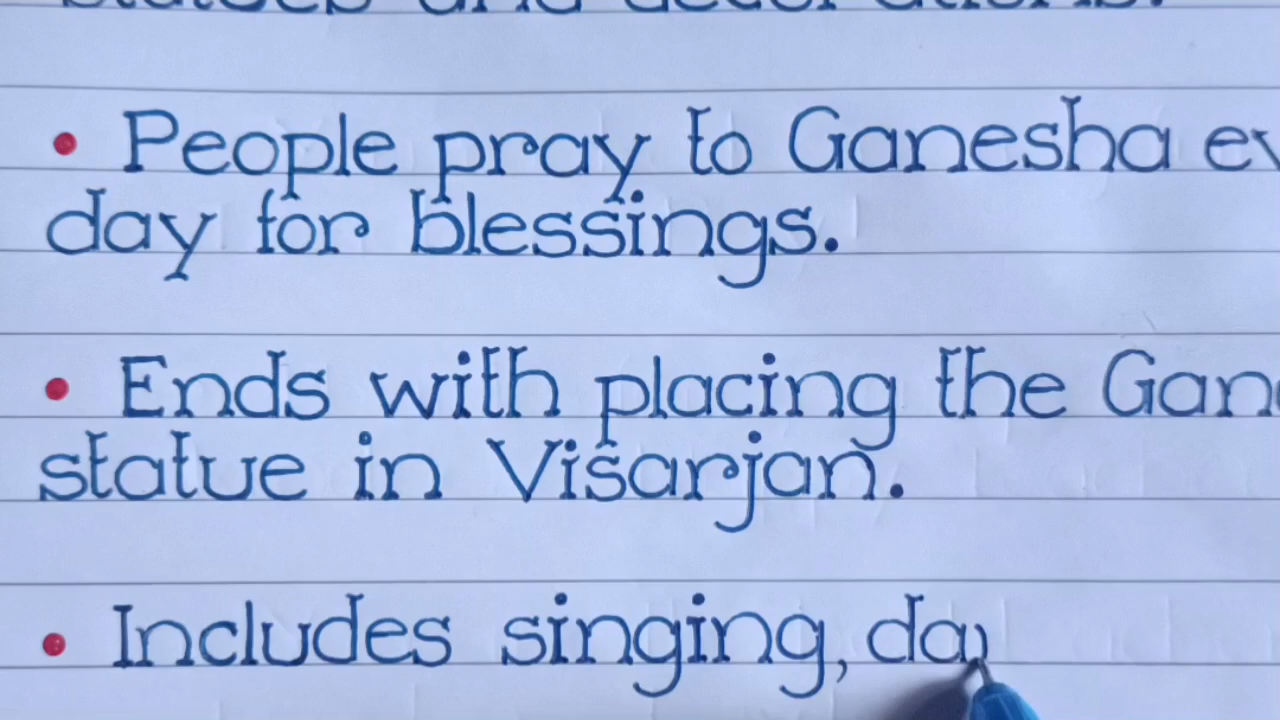 • People pray to Ganesha ev
day for blessings.
• Ends with placing the Gan
statue in Visarjan.
• Includes singing, da